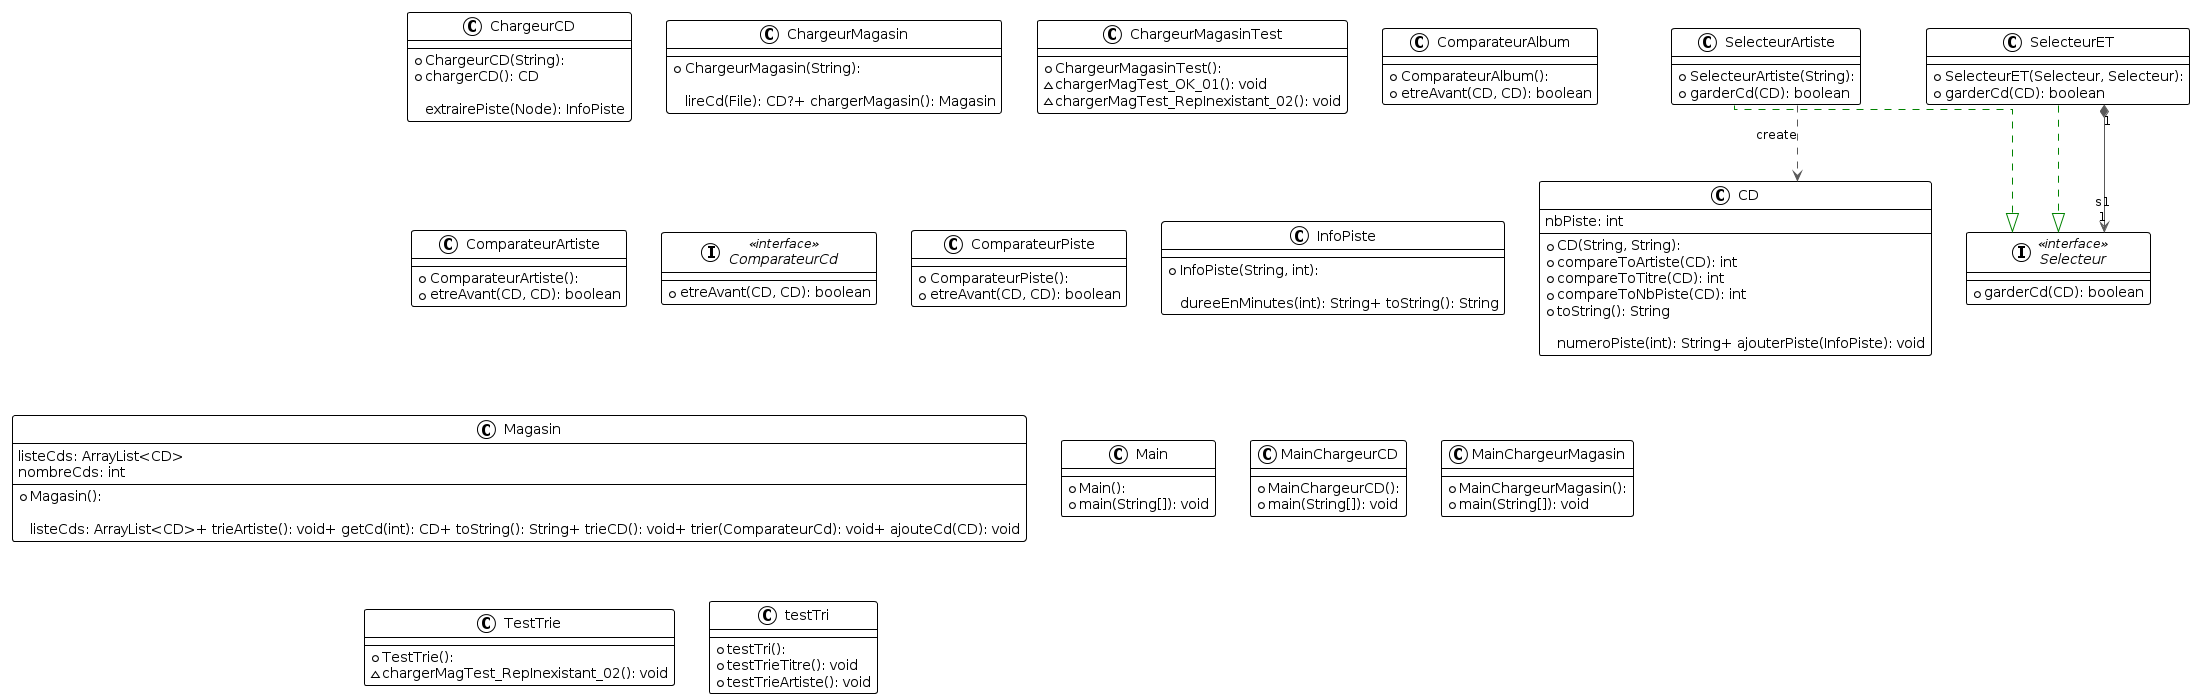 C ChargeurCD
ChargeurCD(String):
chargerCD(): CD
extrairePiste(Node): InfoPiste
C ChargeurMagasin
ChargeurMagasin(String):
lireCd(File): CD?+ chargerMagasin(): Magasin
C ChargeurMagasinTest
ChargeurMagasinTest():
chargerMagTest_OK_01(): void
chargerMagTest_RepInexistant_02(): void
C ComparateurAlbum
ComparateurAlbum():
etreAvant(CD, CD): boolean
C SelecteurArtiste
SelecteurArtiste(String):
garderCd(CD): boolean
C SelecteurET
SelecteurET(Selecteur, Selecteur):
garderCd(CD): boolean
1
create
s1
1
C ComparateurArtiste
ComparateurArtiste():
etreAvant(CD, CD): boolean
I «interface»
ComparateurCd
etreAvant(CD, CD): boolean
C ComparateurPiste
ComparateurPiste():
etreAvant(CD, CD): boolean
C InfoPiste
InfoPiste(String, int):
dureeEnMinutes(int): String+ toString(): String
C CD
nbPiste: int
CD(String, String):
compareToArtiste(CD): int
compareToTitre(CD): int
compareToNbPiste(CD): int
toString(): String
numeroPiste(int): String+ ajouterPiste(InfoPiste): void
I «interface»
Selecteur
garderCd(CD): boolean
C Magasin
listeCds: ArrayList<CD>
nombreCds: int
Magasin():
listeCds: ArrayList<CD>+ trieArtiste(): void+ getCd(int): CD+ toString(): String+ trieCD(): void+ trier(ComparateurCd): void+ ajouteCd(CD): void
C Main
Main():
main(String[]): void
C MainChargeurCD
MainChargeurCD():
main(String[]): void
C MainChargeurMagasin
MainChargeurMagasin():
main(String[]): void
C TestTrie
TestTrie():
chargerMagTest_RepInexistant_02(): void
C testTri
testTri():
testTrieTitre(): void
testTrieArtiste(): void